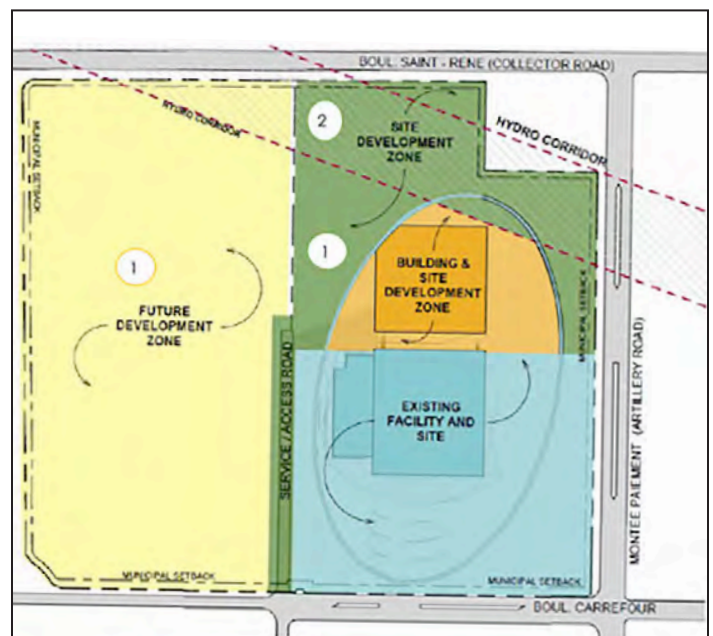 BOUL. SAINT - RENE (COLLECTOR ROAD)
HYDRO CORRIDOR
HYDRO CORRIDOR
MUNICIPAL SETBACK
2
SITE
DEVELOPMENT
ZONE
1
1
BUILDING &
SITE
DEVELOPMENT
ZONE
FUTURE
DEVELOPMENT
ZONE
MUNICIPAL SETBACK
SERVICE / ACCESS ROAD
EXISTING
FACILITY AND
SITE
MONTEE PAIEMENT (ARTILLERY ROAD)
MUNICIPAL SETBACK
MUNICIPAL SETBACK
BOUL. CARREFOUR